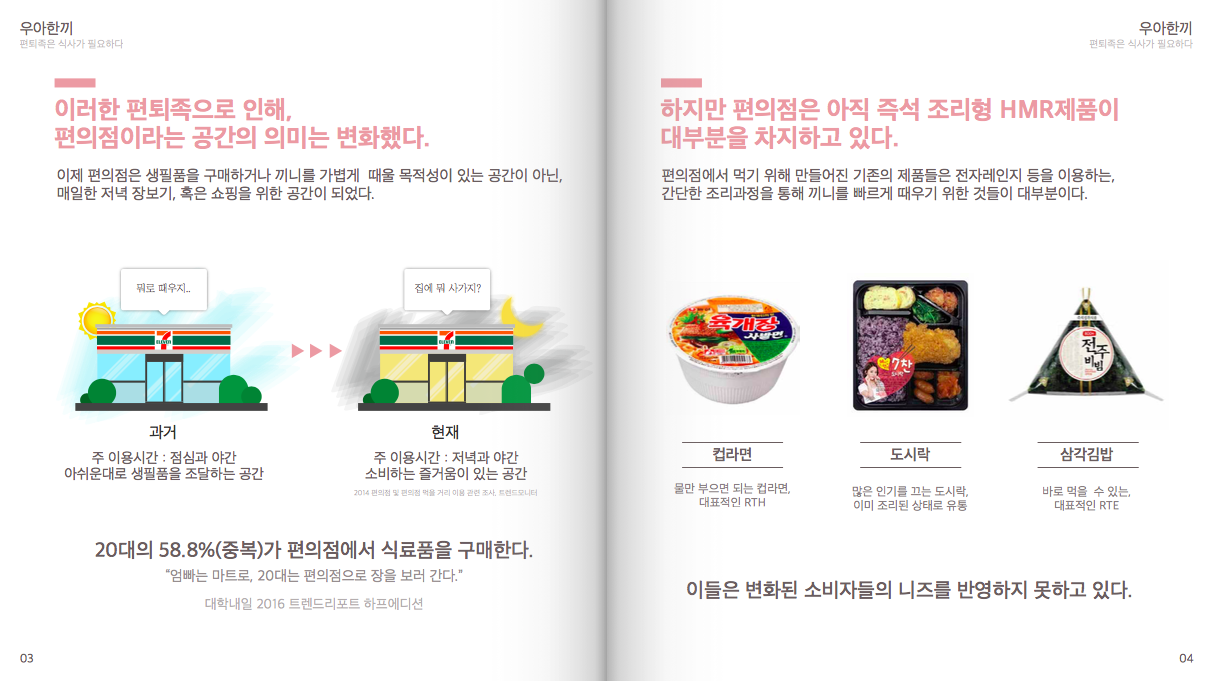 우아한끼
편퇴족은 식사가 필요하다
이러한 편퇴족으로 인해,
편의점이라는 공간의 의미는 변화했다.
이제 편의점은 생필품을 구매하거나 끼니를 가볍게 때울 목적성이 있는 공간이 아닌,
매일한 저녁 장보기, 혹은 쇼핑을 위한 공간이 되었다.
뭐로 때우지..
집에 뭐 사가지?
7
ELEVEN
7
ELEVEN
과거
주 이용시간 : 점심과 야간
아쉬운대로 생필품을 조달하는 공간
현재
주 이용시간 : 저녁과 야간
소비하는 즐거움이 있는 공간
2014 편의점 및 편의점 먹을 거리 이용 관련 조사, 트렌드모니터
20대의 58.8%(중복)가 편의점에서 식료품을 구매한다.
“엄빠는 마트로, 20대는 편의점으로 장을 보러 간다.”
대학내일 2016 트렌드리포트 하프에디션
03
우아한끼
편퇴족은 식사가 필요하다
하지만 편의점은 아직 즉석 조리형 HMR제품이
대부분을 차지하고 있다.
편의점에서 먹기 위해 만들어진 기존의 제품들은 전자레인지 등을 이용하는,
간단한 조리과정을 통해 끼니를 빠르게 때우기 위한 것들이 대부분이다.
육개장
사발면
7찬
전주
비빔
컵라면
물만 부으면 되는 컵라면,
대표적인 RTH
도시락
많은 인기를 끄는 도시락,
이미 조리된 상태로 유통
삼각김밥
바로 먹을 수 있는,
대표적인 RTE
이들은 변화된 소비자들의 니즈를 반영하지 못하고 있다.
04